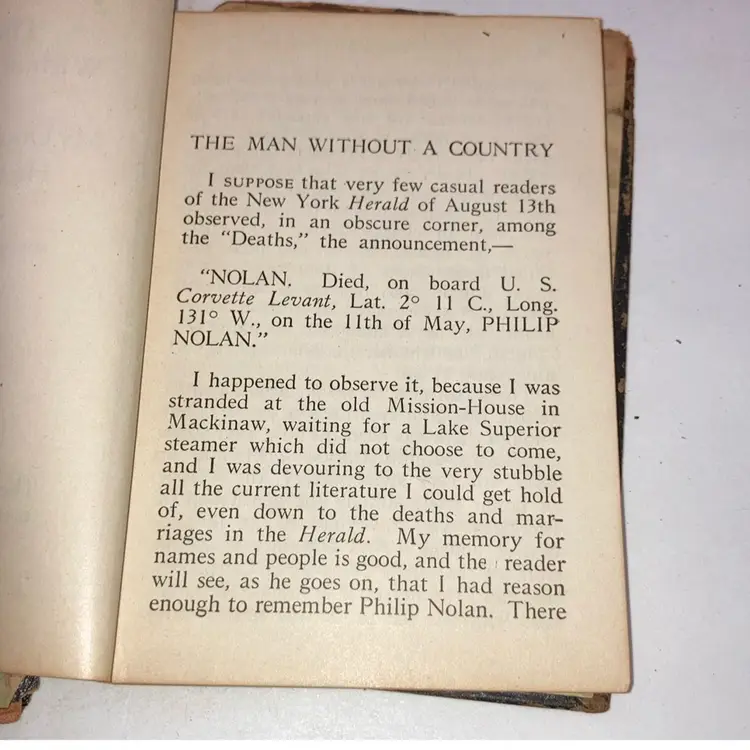 THE MAN WITHOUT A COUNTRY
I SUPPOSE that very few casual readers
of the New York Herald of August 13th
observed, in an obscure corner, among
the “Deaths,” the announcement,—
“NOLAN. Died, on board U. S.
Corvette Levant, Lat. 2° 11 C., Long.
131° W., on the 11th of May, PHILIP
NOLAN.”
I happened to observe it, because I was
stranded at the old Mission-House in
Mackinaw, waiting for a Lake Superior
steamer which did not choose to come,
and I was devouring to the very stubble
all the current literature I could get hold
of, even down to the deaths and mar-
riages in the Herald. My memory for
names and people is good, and the reader
will see, as he goes on, that I had reason
enough to remember Philip Nolan. There